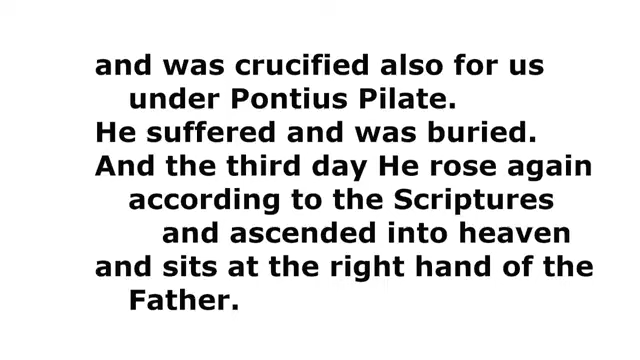 and was crucified also for us
under Pontius Pilate.
He suffered and was buried.
And the third day He rose again
according to the Scriptures
and ascended into heaven
and sits at the right hand of the
Father.